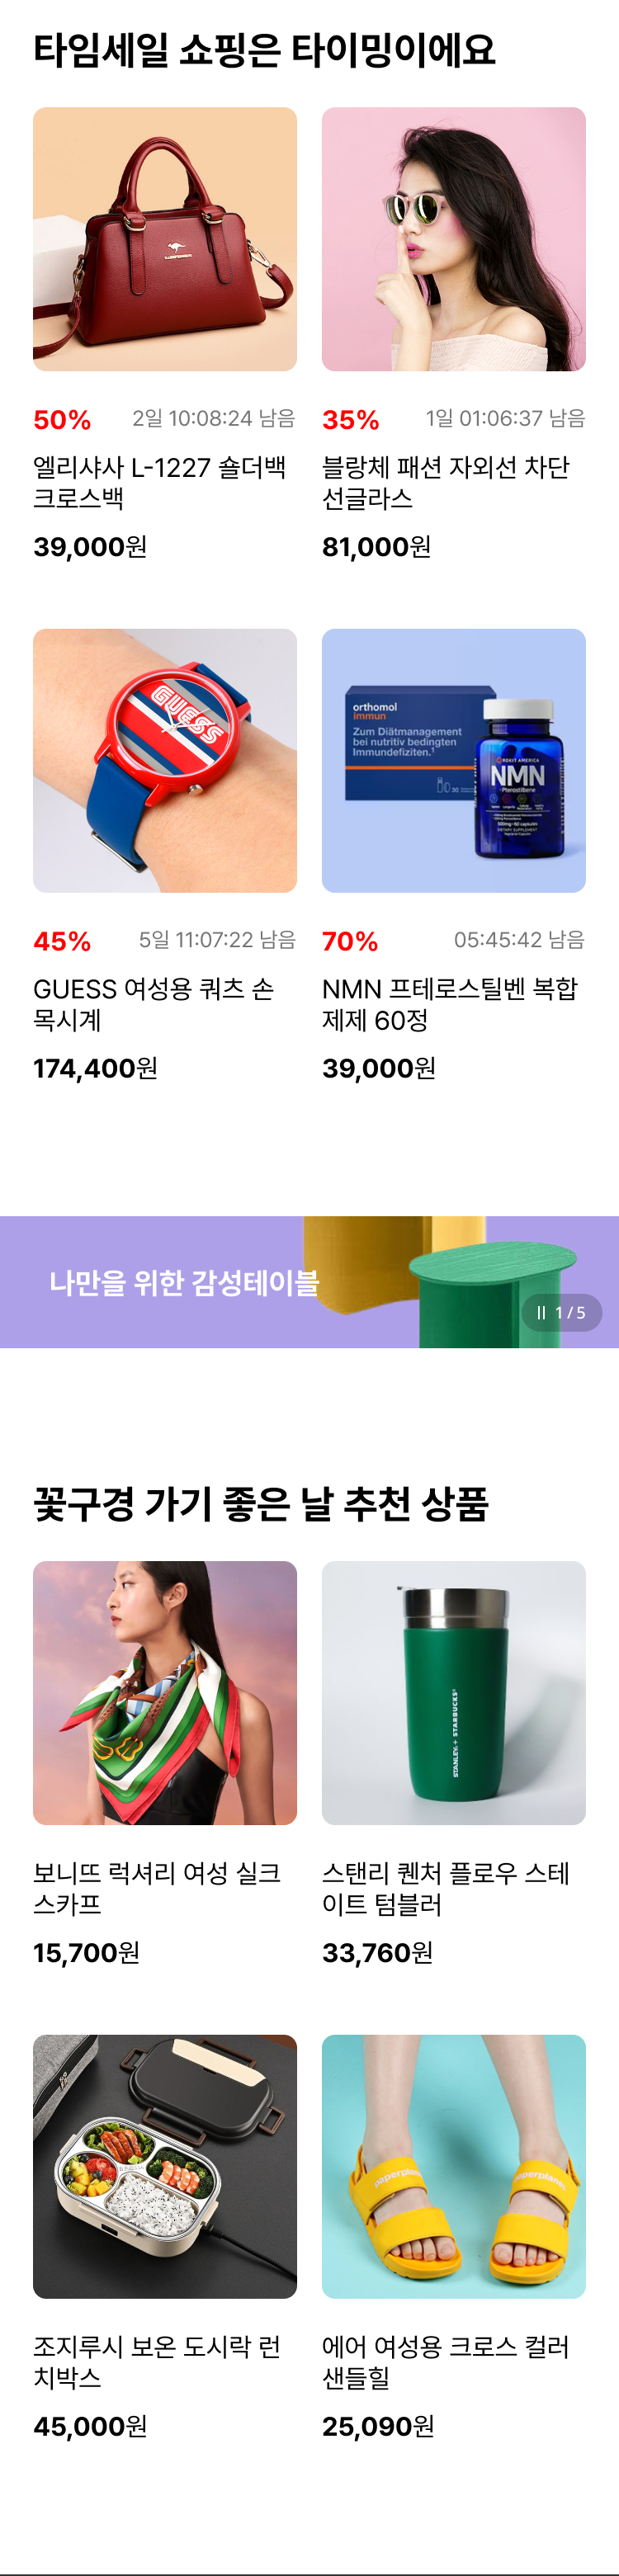 타임세일 쇼핑은 타이밍이에요
50% 2일 10:08:24 남음
엘리샤사 L-1227 숄더백
크로스백
39,000원
35% 1일 01:06:37 남음
블랑체 패션 자외선 차단
선글라스
81,000원
GUESS
45% 5일 11:07:22 남음
GUESS 여성용 쿼츠 손
목시계
174,400원
orthomol
immun
Zum Diätmanagement
bei nutritiv bedingten
Immundefiziten.¹
30
NMN
Pterostilbene
500mg·60 capsules
DIETARY SUPPLEMENT
70% 05:45:42 남음
NMN 프테로스틸벤 복합
제제 60정
39,000원
나만을 위한 감성테이블
1 / 5
꽃구경 가기 좋은 날 추천 상품
보니뜨 럭셔리 여성 실크
스카프
15,700원
STANLEY + STARBUCKS
스탠리 퀜처 플로우 스테
이트 텀블러
33,760원
조지루시 보온 도시락 런
치박스
45,000원
paperplanes
paperplanes
에어 여성용 크로스 컬러
샌들힐
25,090원